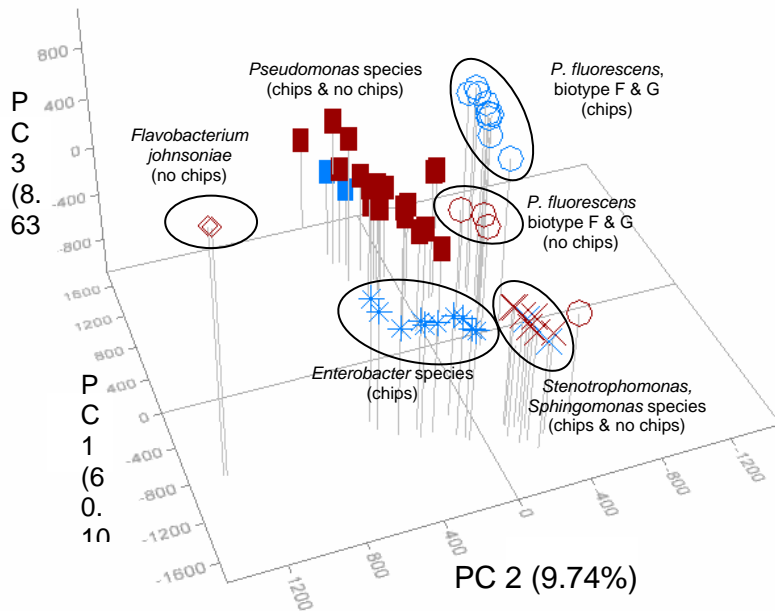 800
400
0
-400
-800
P
C
3
(8.
63
Pseudomonas species
(chips & no chips)
P. fluorescens,
biotype F & G
(chips)
Flavobacterium
johnsoniae
(no chips)
P. fluorescens
biotype F & G
(no chips)
1600
1200
800
400
0
-400
-800
-1200
-1600
P
C
1
(6
0.
10
Enterobacter species
(chips)
Stenotrophomonas,
Sphingomonas species
(chips & no chips)
1200
800
400
0
-400
-800
-1200
PC 2 (9.74%)